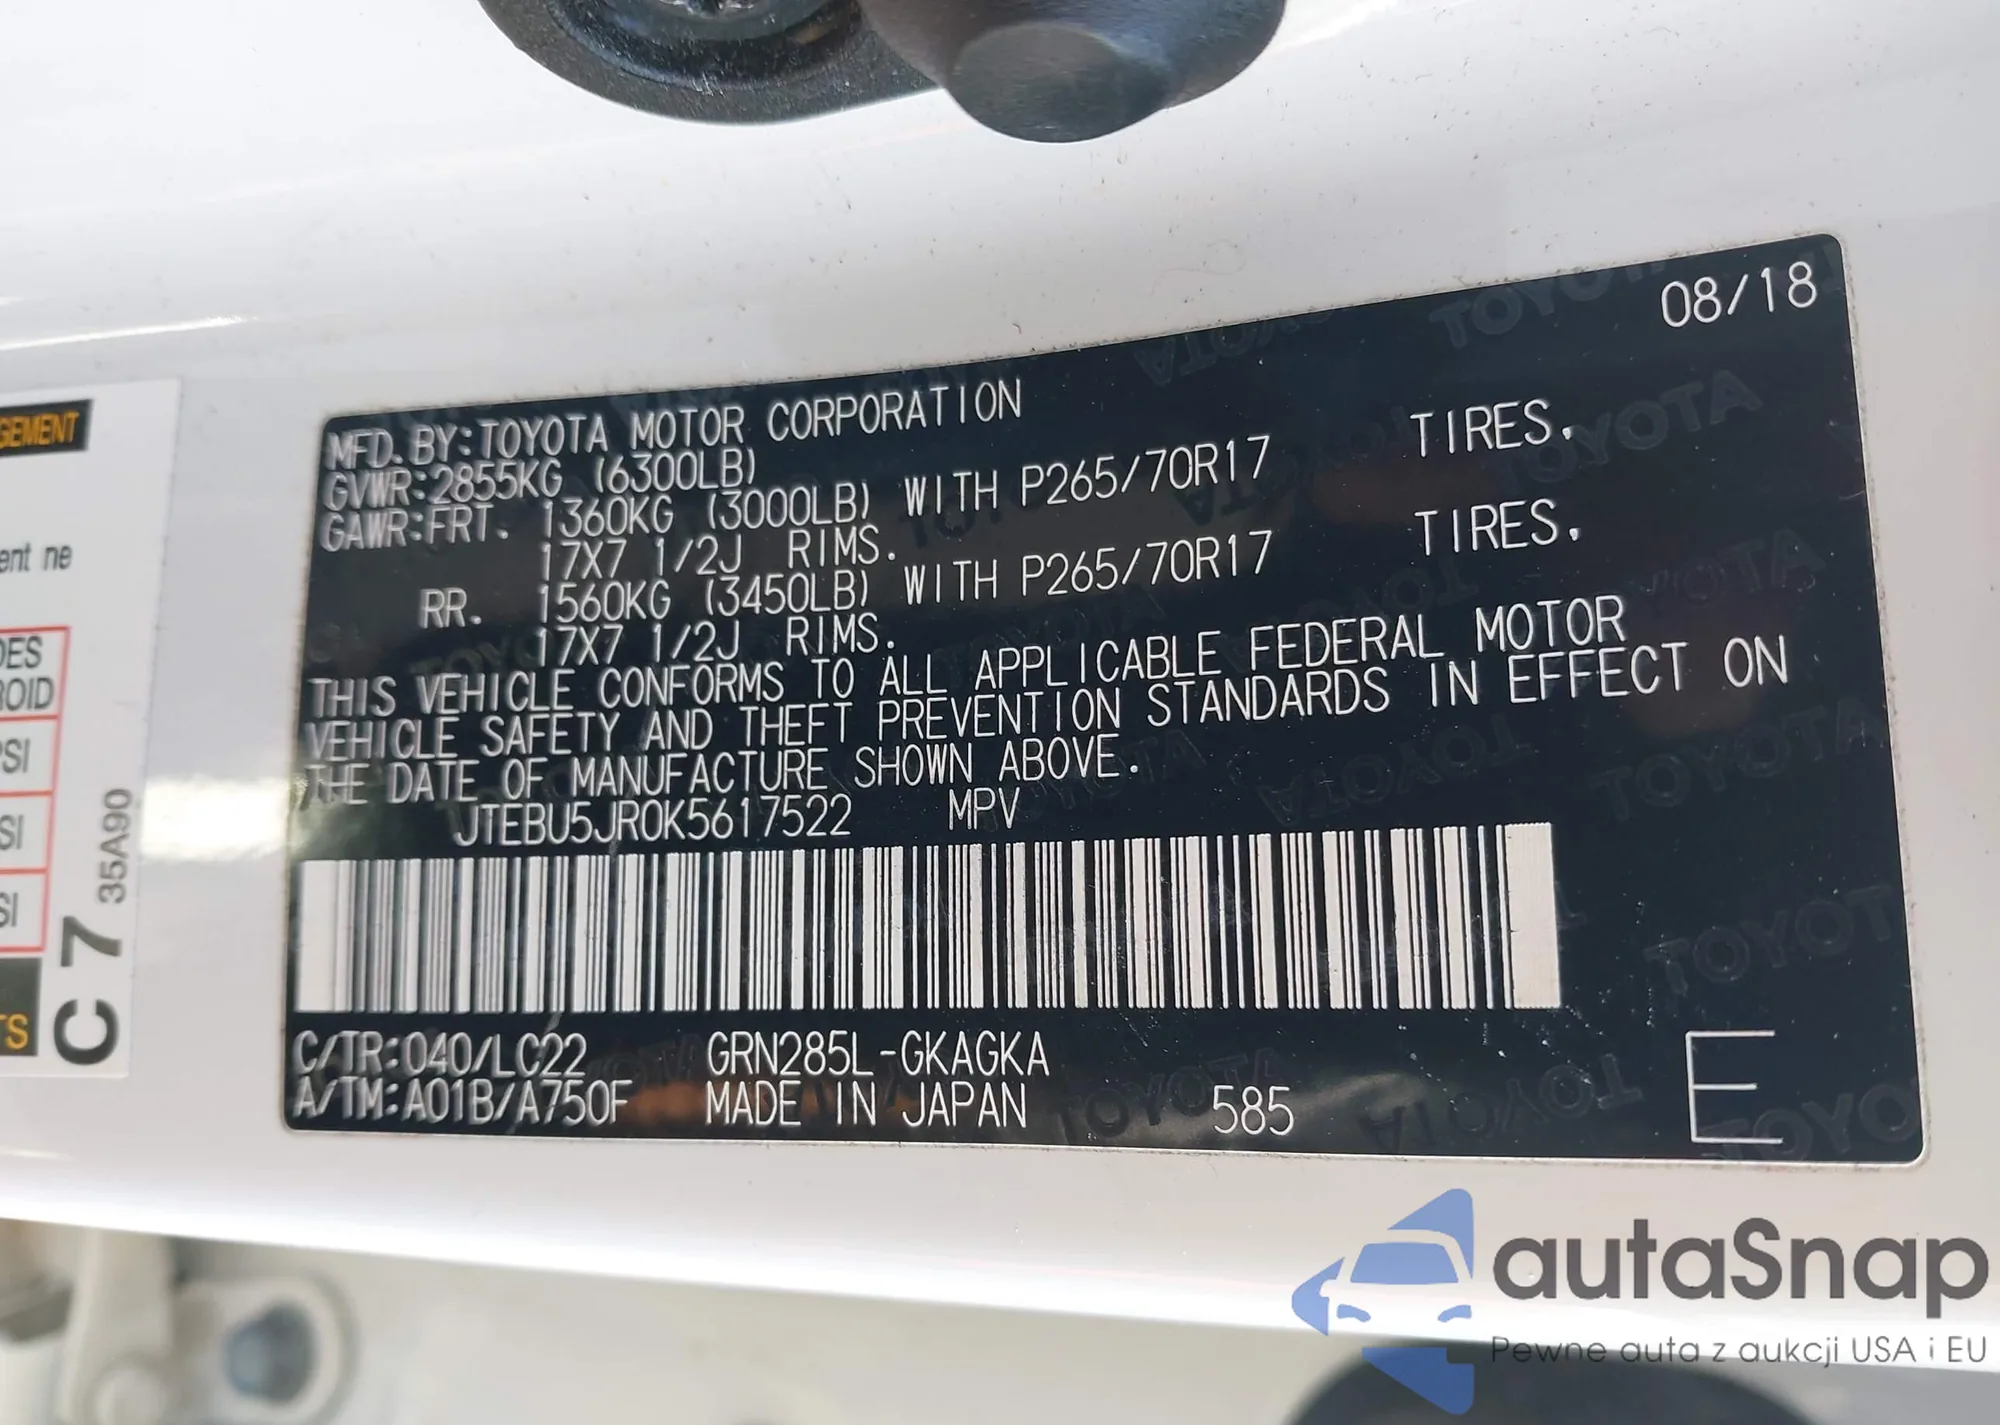 08/18
MFD. BY: TOYOTA MOTOR CORPORATION
GVWR: 2855KG (6300LB)
GAWR: FRT. 1360KG (3000LB) WITH P265/70R17 TIRES,
17X7 1/2J RIMS.
RR. 1560KG (3450LB) WITH P265/70R17 TIRES,
17X7 1/2J RIMS.
THIS VEHICLE CONFORMS TO ALL APPLICABLE FEDERAL MOTOR
VEHICLE SAFETY AND THEFT PREVENTION STANDARDS IN EFFECT ON
THE DATE OF MANUFACTURE SHOWN ABOVE.
JTEBU5JR0K5617522 MPV
C/TR: 040/LC22 GRN285L-GKAGKA
A/TM: A01B/A750F MADE IN JAPAN 585 E
C7 35A90
autaSnap
Pewne auta z aukcji USA i EU